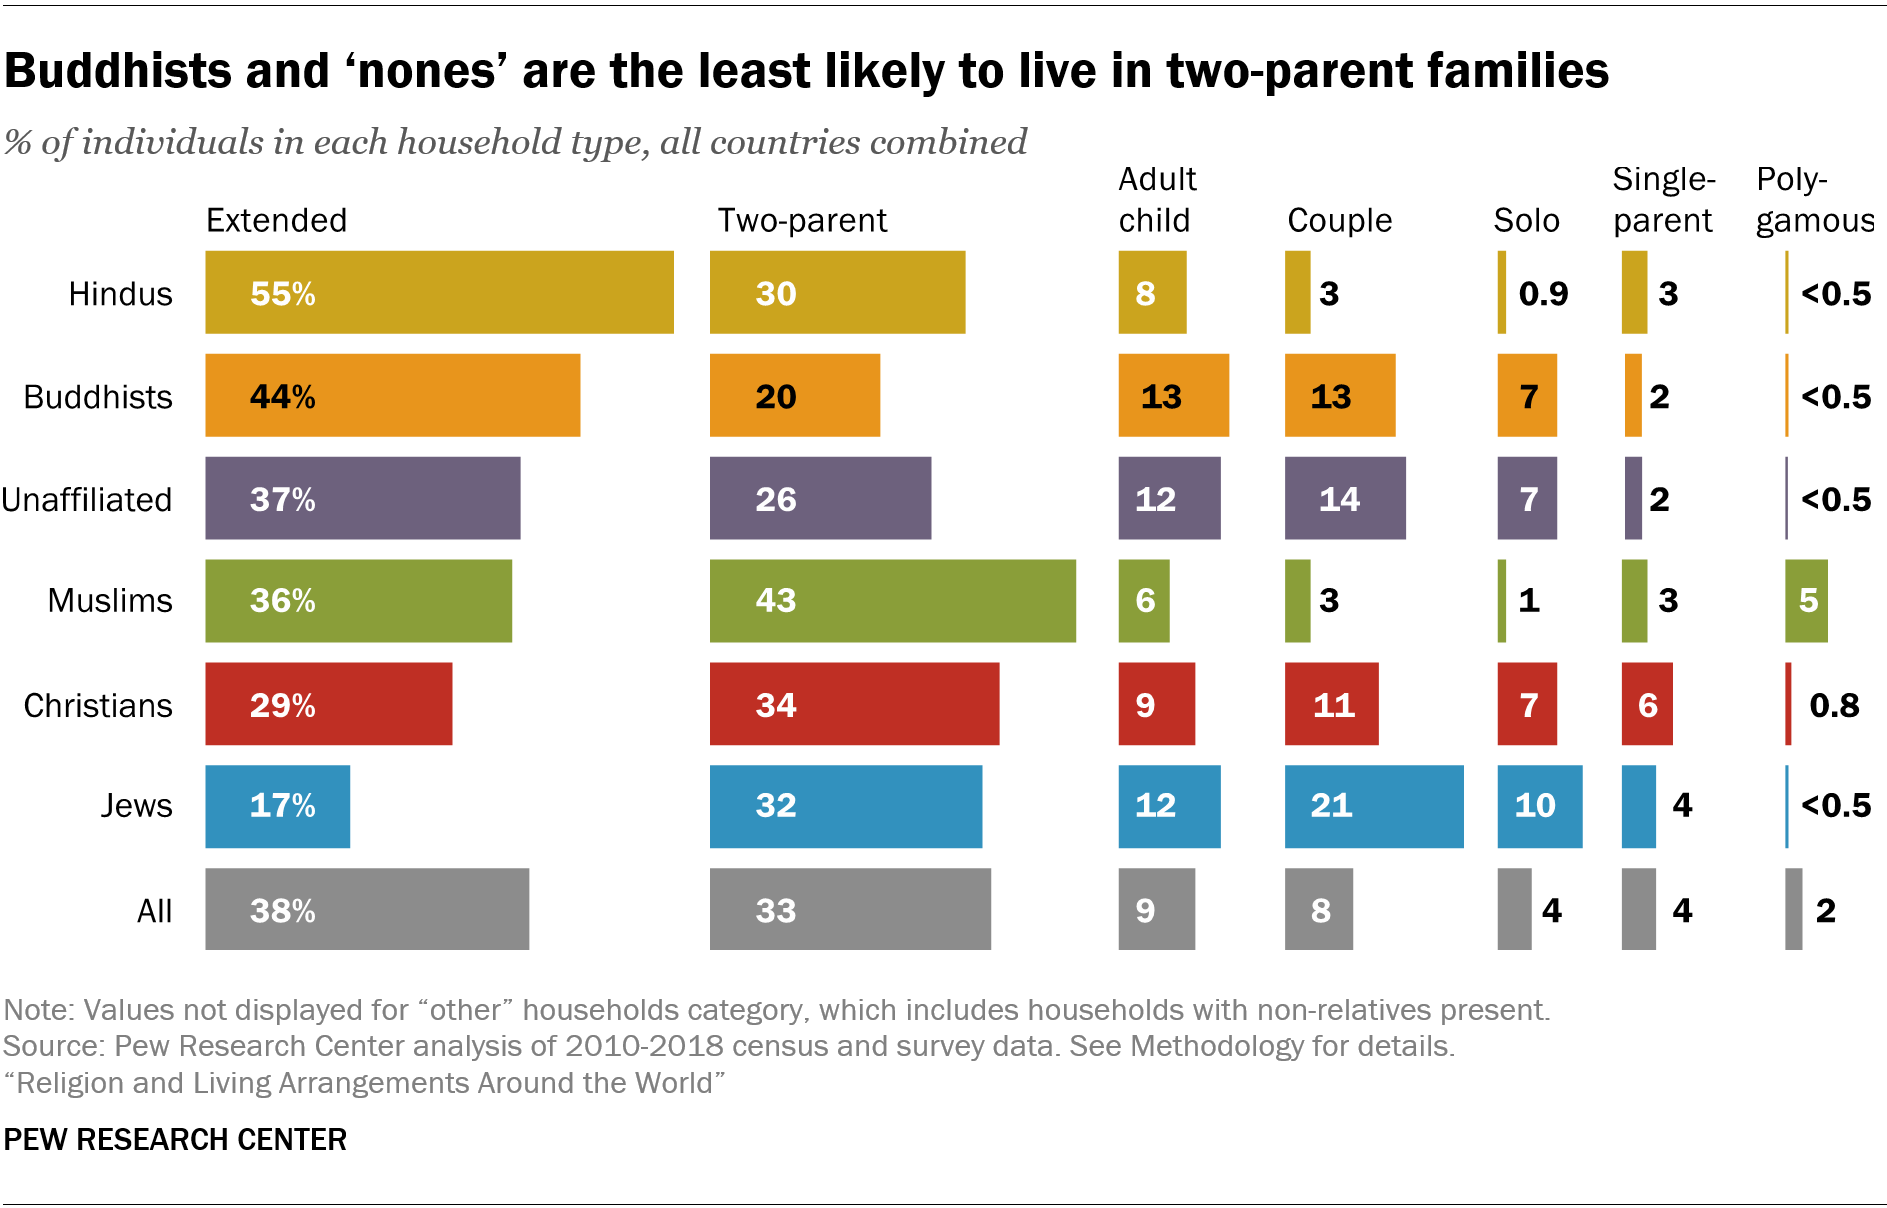 Buddhists and ‘nones’ are the least likely to live in two-parent families
% of individuals in each household type, all countries combined
Extended Two-parent Adult child Couple Solo Single-parent Poly-gamous
Hindus 55% 30 8 3 0.9 3 <0.5
Buddhists 44% 20 13 13 7 2 <0.5
Unaffiliated 37% 26 12 14 7 2 <0.5
Muslims 36% 43 6 3 1 3 5
Christians 29% 34 9 11 7 6 0.8
Jews 17% 32 12 21 10 4 <0.5
All 38% 33 9 8 4 4 2
Note: Values not displayed for “other” households category, which includes households with non-relatives present.
Source: Pew Research Center analysis of 2010-2018 census and survey data. See Methodology for details.
“Religion and Living Arrangements Around the World”
PEW RESEARCH CENTER